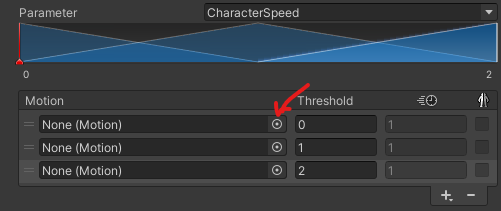 Parameter CharacterSpeed
0 2
Motion Threshold
None (Motion) 0 1
None (Motion) 1 1
None (Motion) 2 1